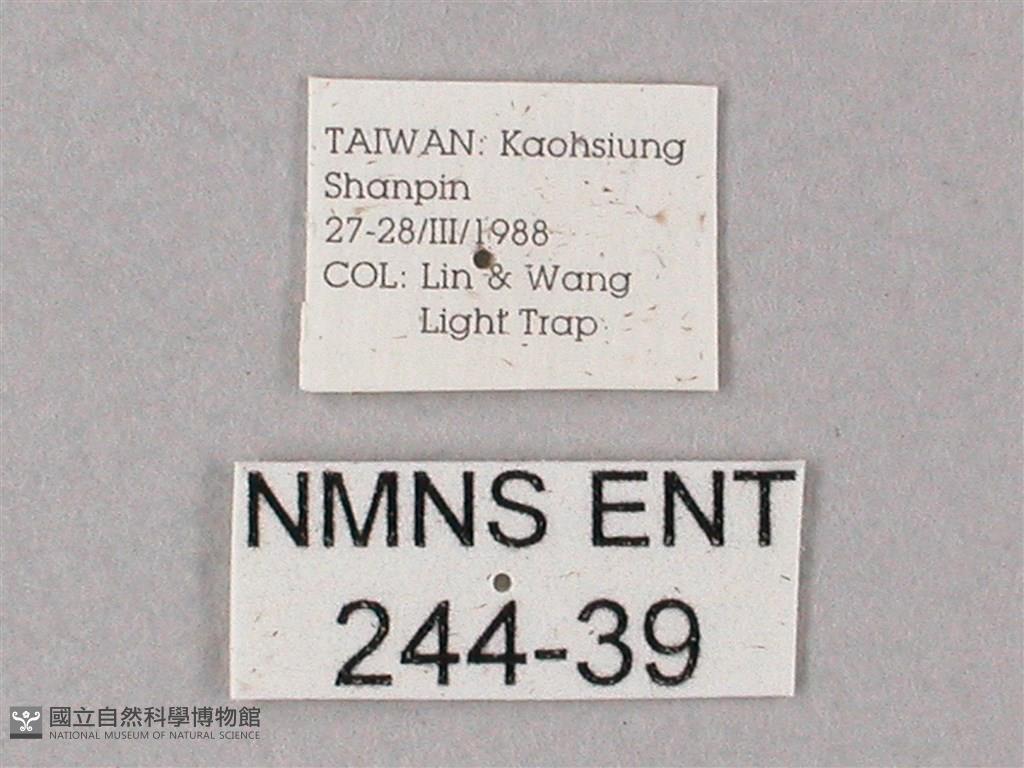 TAIWAN: Kaohsiung
Shanpin
27-28/III/1988
COL: Lin & Wang
Light Trap
NMNS ENT
244-39
國立自然科學博物館
NATIONAL MUSEUM OF NATURAL SCIENCE